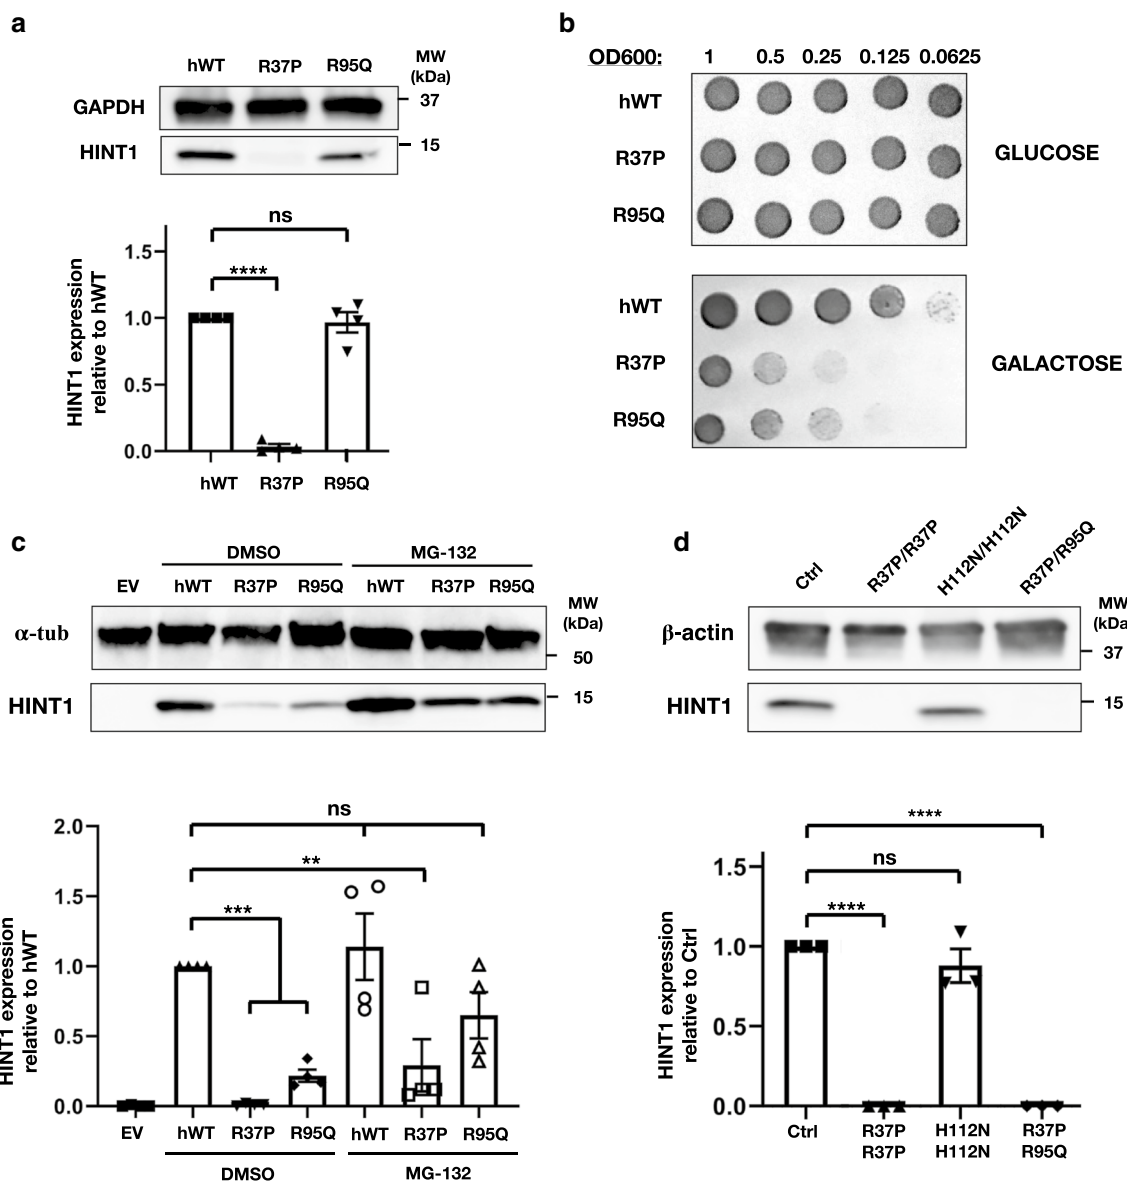 a
hWT R37P R95Q MW (kDa)
GAPDH 37
HINT1 15
ns
****
HINT1 expression relative to hWT
1.5
1.0
0.5
0.0
hWT R37P R95Q
b
OD600: 1 0.5 0.25 0.125 0.0625
hWT
R37P
R95Q
GLUCOSE
hWT
R37P
R95Q
GALACTOSE
c
DMSO MG-132
EV hWT R37P R95Q hWT R37P R95Q
MW (kDa)
α-tub 50
HINT1 15
ns
**
***
HINT1 expression relative to hWT
2.0
1.5
1.0
0.5
0.0
EV hWT R37P R95Q hWT R37P R95Q
DMSO MG-132
d
Ctrl R37P/R37P H112N/H112N R37P/R95Q
MW (kDa
β-actin 37
HINT1 15
****
ns
****
HINT1 expression relative to Ctrl
1.5
1.0
0.5
0.0
Ctrl R37P H112N R37P
R37P H112N R95Q